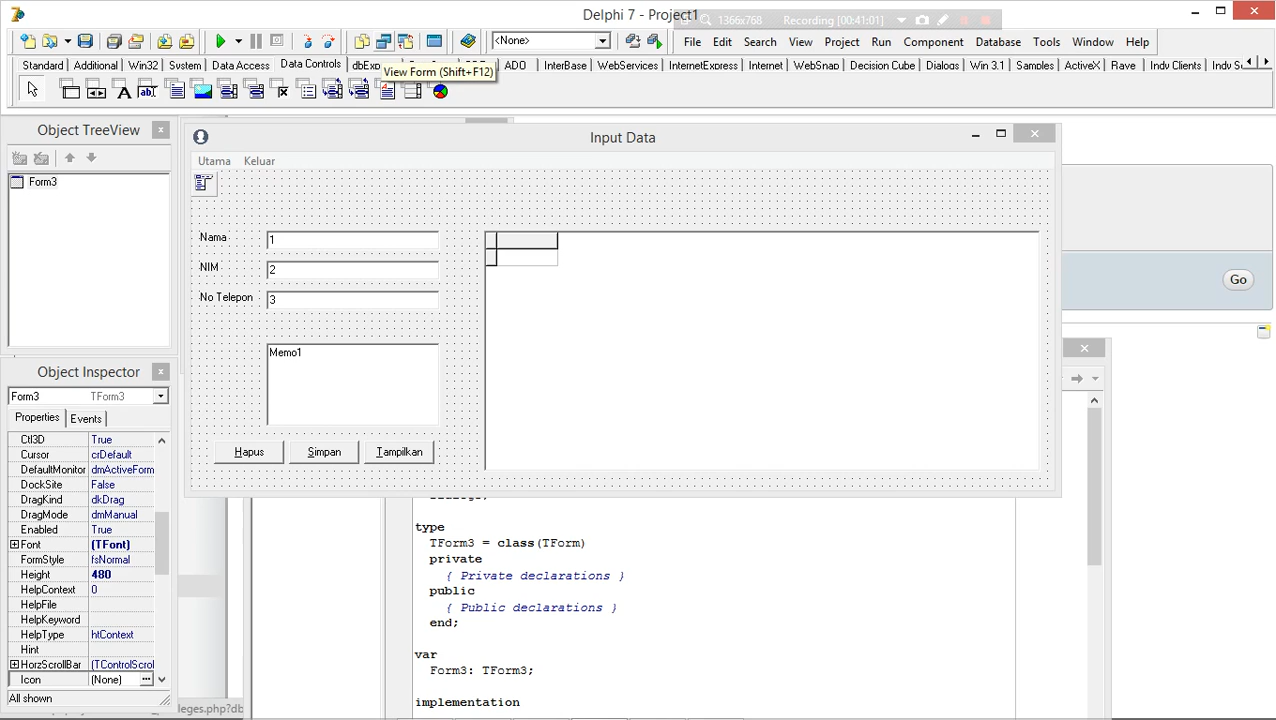 Delphi 7 - Project1
1366x768
Recording [00:41:01]
<None>
File Edit Search View Project Run Component Database Tools Window Help
Standard Additional Win32 System Data Access Data Controls ADO InterBase WebServices InternetExpress Internet WebSnap Decision Cube Dialogs Win 3.1 Samples ActiveX Rave Indy Clients
View Form (Shift+F12)
Object TreeView
Form3
Input Data
Utama Keluar
Nama 1
NIM 2
No Telepon 3
Memo1
Hapus Simpan Tampilkan
Go
Object Inspector
Form3 TForm3
Properties Events
Ctl3D True
Cursor crDefault
DefaultMonitor dmActiveForm
DockSite False
DragKind dkDrag
DragMode dmManual
Enabled True
Font (TFont)
FormStyle fsNormal
Height 480
HelpContext 0
HelpFile
HelpKeyword
HelpType htContext
Hint
HorzScrollBar (TControlScrol
Icon (None)
All shown
leges.php?db
type
TForm3 = class(TForm)
private
{ Private declarations }
public
{ Public declarations }
end;
var
Form3: TForm3;
implementation